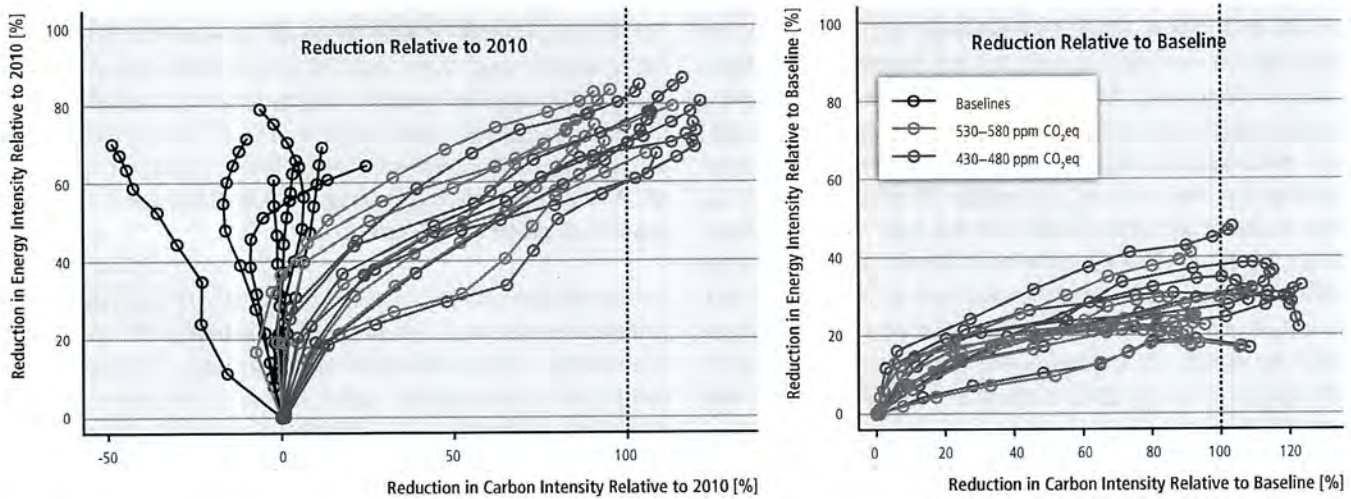 Reduction in Energy Intensity Relative to 2010 [%]
100
80
60
40
20
0
Reduction Relative to 2010
-50
0
50
100
Reduction in Carbon Intensity Relative to 2010 [%]
Reduction in Energy Intensity Relative to Baseline [%]
100
80
60
40
20
0
Reduction Relative to Baseline
Baselines
530–580 ppm CO₂eq
430–480 ppm CO₂eq
0
20
40
60
80
100
120
Reduction in Carbon Intensity Relative to Baseline [%]